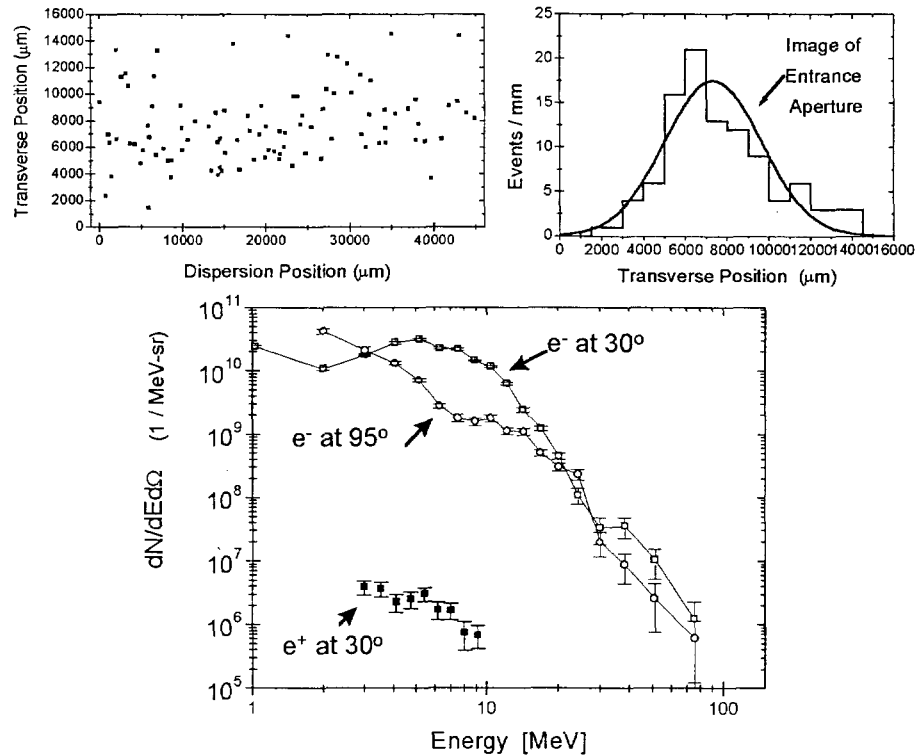 Transverse Position (μm)
16000
14000
12000
10000
8000
6000
4000
2000
0
0 10000 20000 30000 40000
Dispersion Position (μm)
Events / mm
25
20
15
10
5
0
Image of
Entrance
Aperture
0 2000 4000 6000 8000 10000 12000 14000 16000
Transverse Position (μm)
dN/dEdΩ (1 / MeV-sr)
10¹¹
10¹⁰
10⁹
10⁸
10⁷
10⁶
10⁵
e⁻ at 30º
e⁻ at 95º
e⁺ at 30º
1 10 100
Energy [MeV]